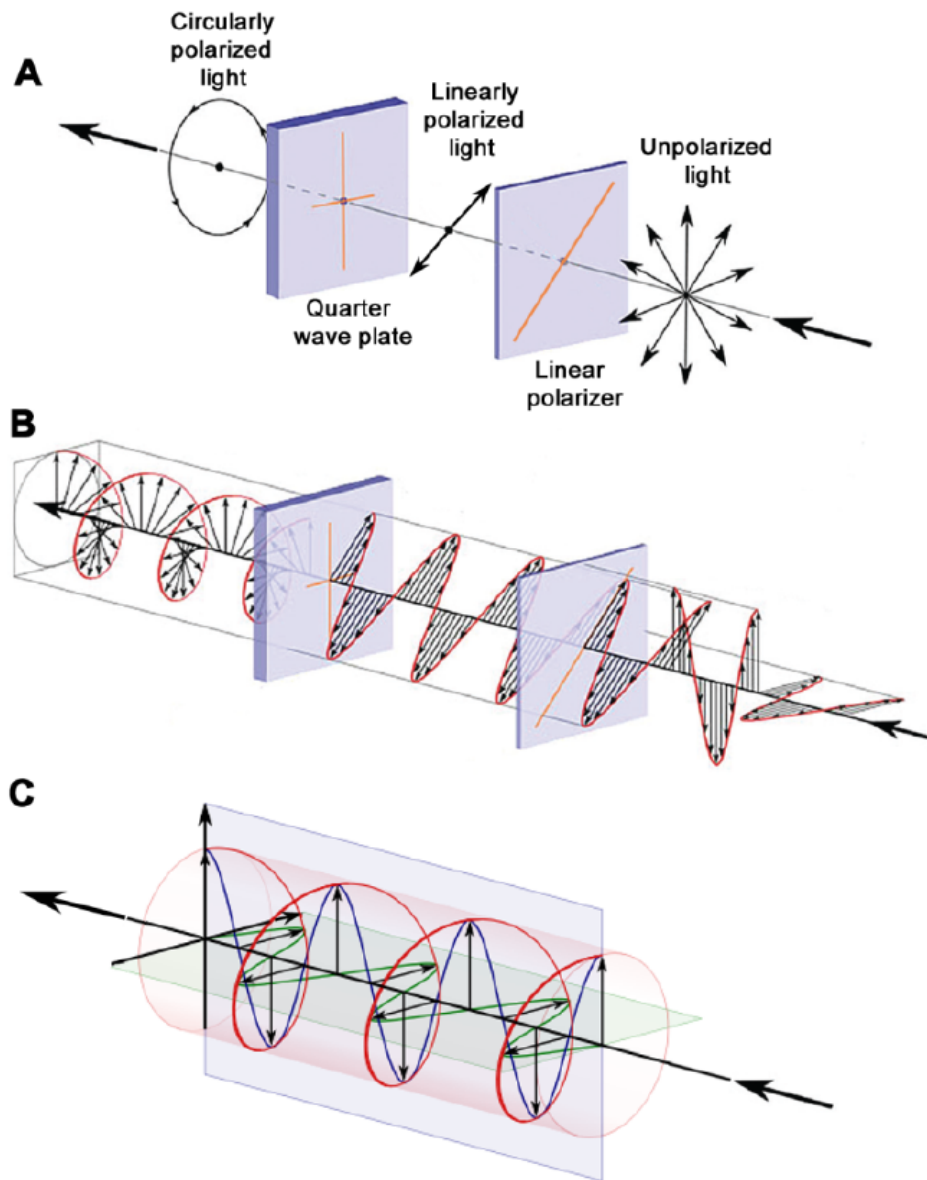 A
Circularly
polarized
light
Linearly
polarized
light
Unpolarized
light
Quarter
wave plate
Linear
polarizer
B
C